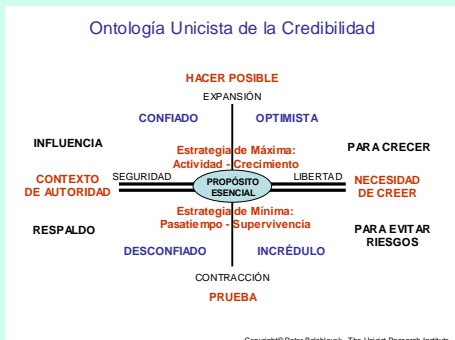 Ontología Unicista de la Credibilidad
HACER POSIBLE
EXPANSIÓN
CONFIADO OPTIMISTA
INFLUENCIA
PARA CRECER
Estrategia de Máxima:
Actividad - Crecimiento
CONTEXTO
DE AUTORIDAD
SEGURIDAD
PROPÓSITO
ESENCIAL
LIBERTAD
NECESIDAD
DE CREER
Estrategia de Mínima:
Pasatiempo - Supervivencia
RESPALDO
PARA EVITAR
RIESGOS
DESCONFIADO INCRÉDULO
CONTRACCIÓN
PRUEBA